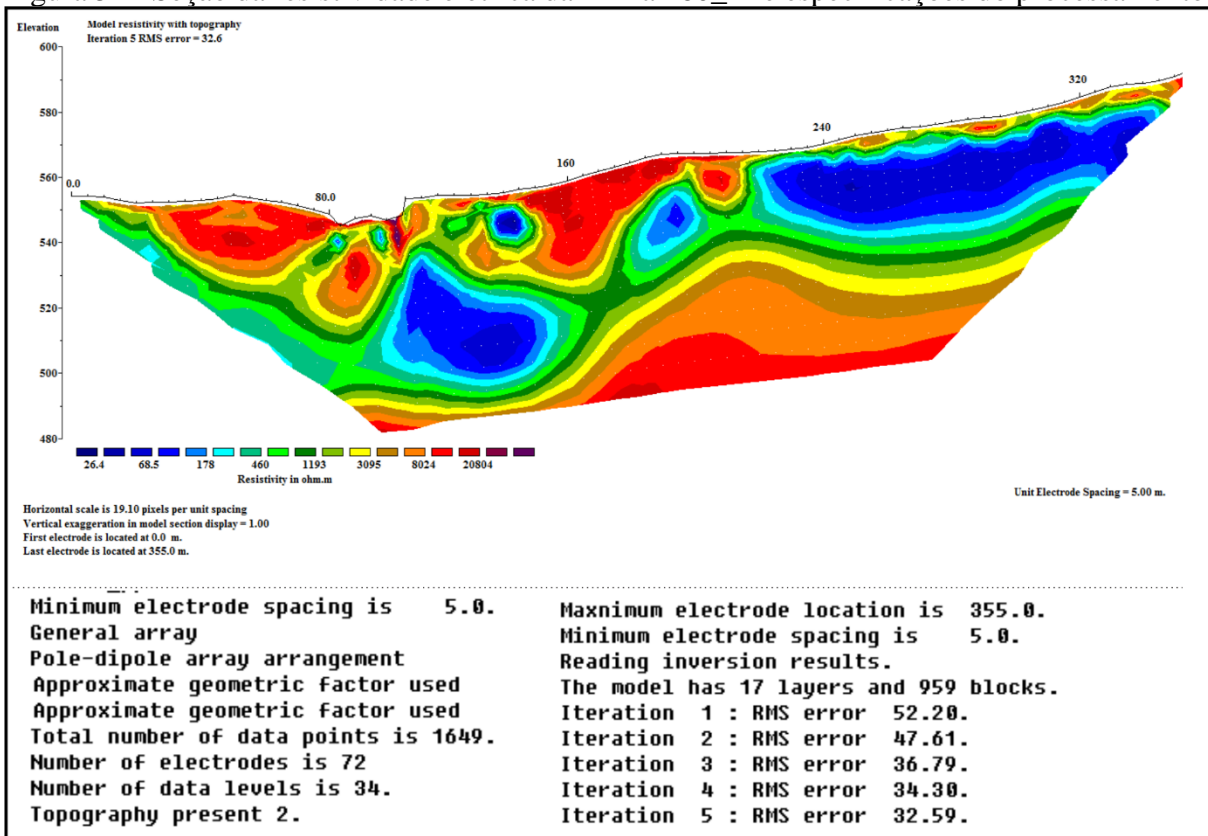 Elevation
Model resistivity with topography
Iteration 5 RMS error = 32.6
600
580
560
540
520
500
480
0.0
80.0
160
240
320
26.4 68.5 178 460 1193 3095 8024 20804
Resistivity in ohm.m
Unit Electrode Spacing = 5.00 m.
Horizontal scale is 19.10 pixels per unit spacing
Vertical exaggeration in model section display = 1.00
First electrode is located at 0.0 m.
Last electrode is located at 355.0 m.
Minimum electrode spacing is 5.0.
General array
Pole-dipole array arrangement
Approximate geometric factor used
Approximate geometric factor used
Total number of data points is 1649.
Number of electrodes is 72
Number of data levels is 34.
Topography present 2.
Maxnimum electrode location is 355.0.
Minimum electrode spacing is 5.0.
Reading inversion results.
The model has 17 layers and 959 blocks.
Iteration 1 : RMS error 52.20.
Iteration 2 : RMS error 47.61.
Iteration 3 : RMS error 36.79.
Iteration 4 : RMS error 34.30.
Iteration 5 : RMS error 32.59.